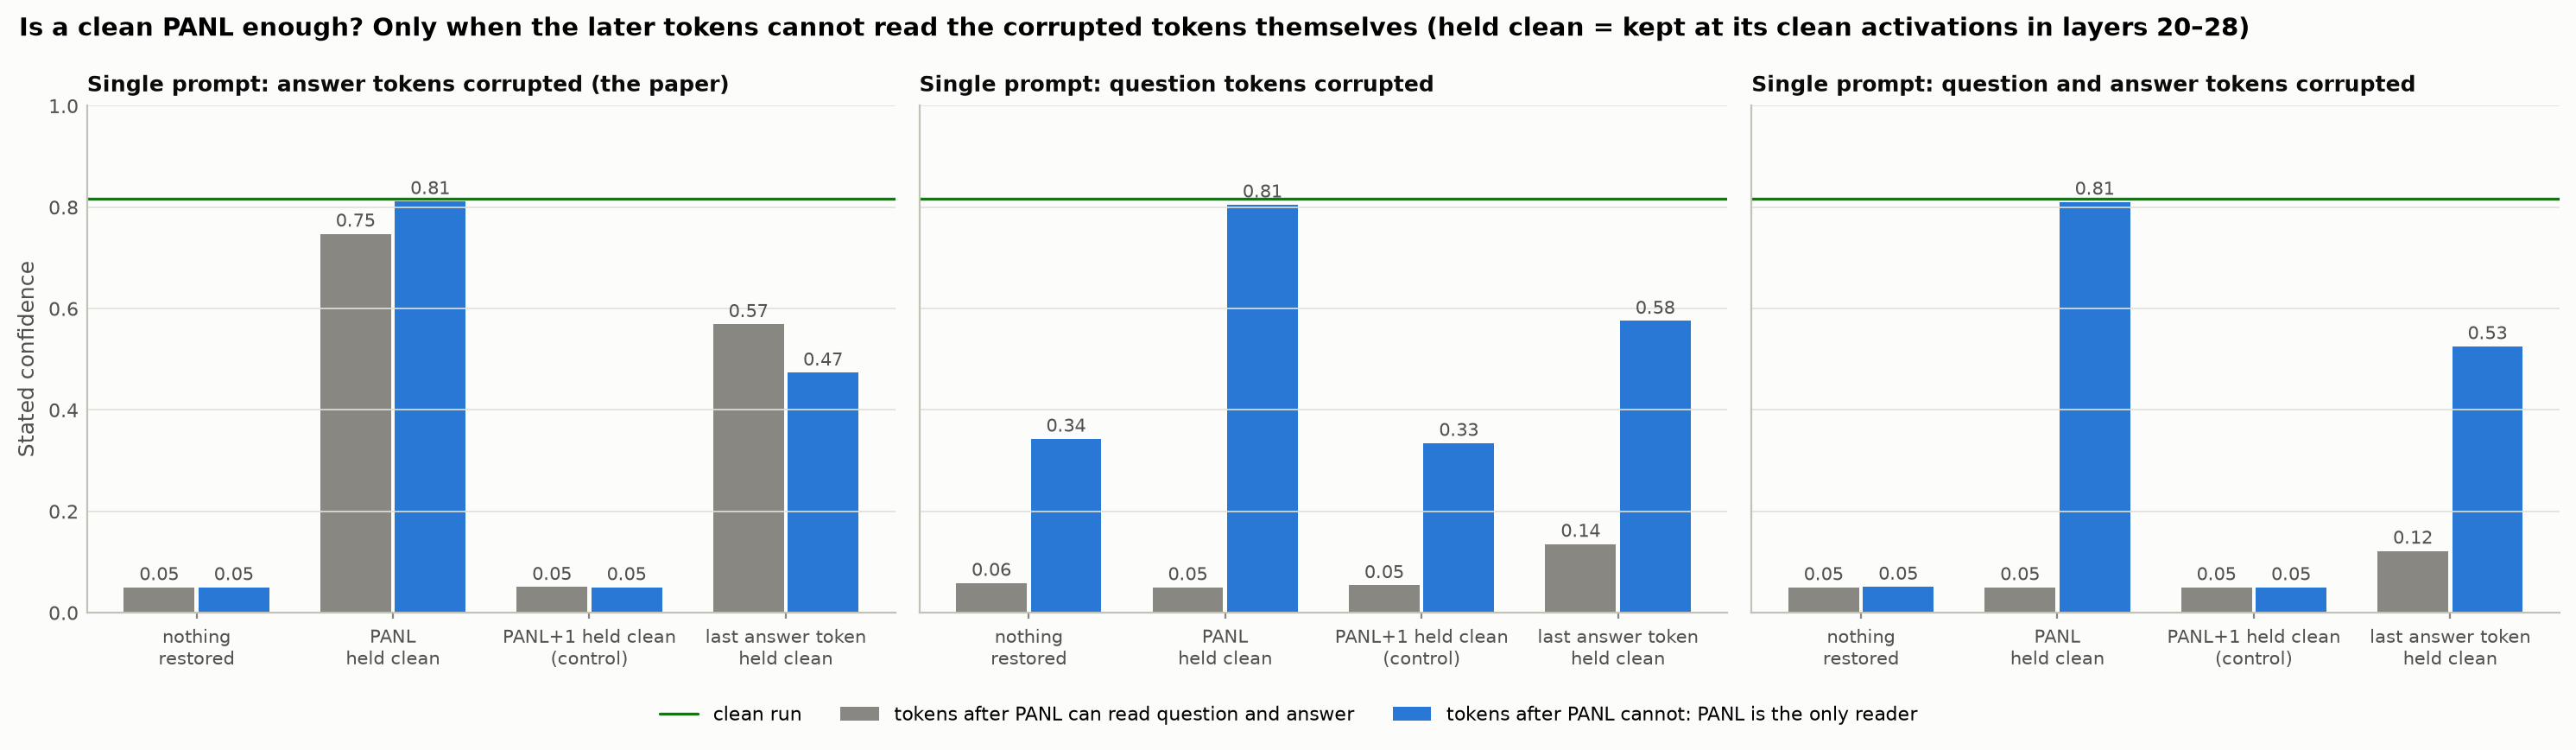 Is a clean PANL enough? Only when the later tokens cannot read the corrupted tokens themselves (held clean = kept at its clean activations in layers 20–28)
Single prompt: answer tokens corrupted (the paper)
Stated confidence
1.0
0.8
0.6
0.4
0.2
0.0
0.05
0.05
0.75
0.81
0.05
0.05
0.57
0.47
nothing
restored
PANL
held clean
PANL+1 held clean
(control)
last answer token
held clean
Single prompt: question tokens corrupted
0.06
0.34
0.05
0.81
0.05
0.33
0.14
0.58
nothing
restored
PANL
held clean
PANL+1 held clean
(control)
last answer token
held clean
Single prompt: question and answer tokens corrupted
0.05
0.05
0.05
0.81
0.05
0.05
0.12
0.53
nothing
restored
PANL
held clean
PANL+1 held clean
(control)
last answer token
held clean
clean run
tokens after PANL can read question and answer
tokens after PANL cannot: PANL is the only reader